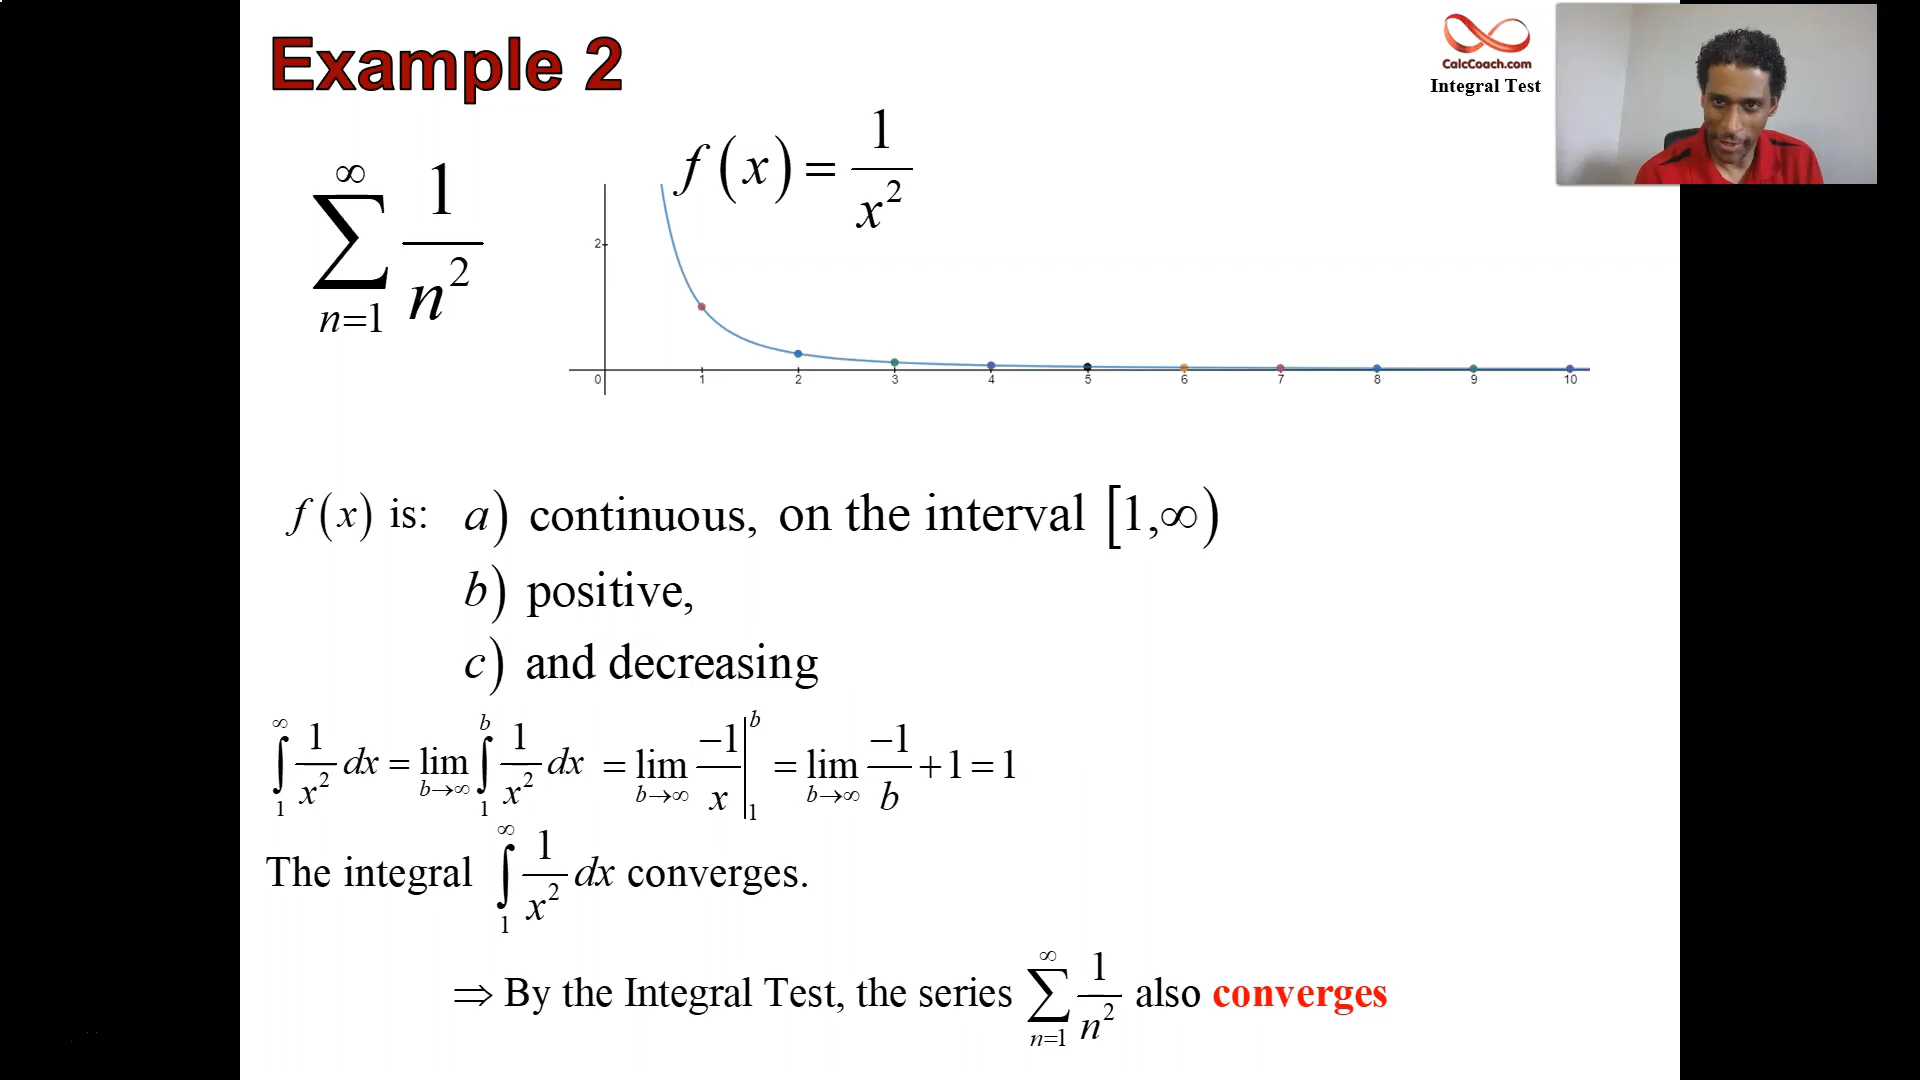 Example 2
CalcCoach.com
Integral Test
∑_{n=1}^{∞} 1/n²
f(x) = 1/x²
2
0 1 2 3 4 5 6 7 8 9 10
f(x) is: a) continuous, on the interval [1,∞)
b) positive,
c) and decreasing
∫₁^∞ 1/x² dx = lim_{b→∞} ∫₁^b 1/x² dx = lim_{b→∞} −1/x |₁^b = lim_{b→∞} −1/b + 1 = 1
The integral ∫₁^∞ 1/x² dx converges.
⇒ By the Integral Test, the series ∑_{n=1}^{∞} 1/n² also converges